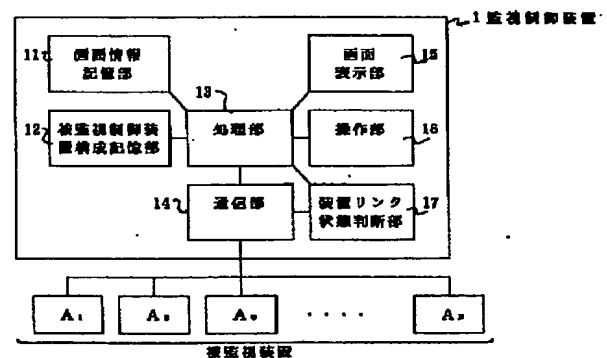 1 監視制御装置
11
画面情報
記憶部
15
画面
表示部
13
処理部
12
被監視制御装
置構成記憶部
16
操作部
14
通信部
17
装置リンク
状態判断部
A₁
A₂
A₃
・・・・
A_N
被監視装置